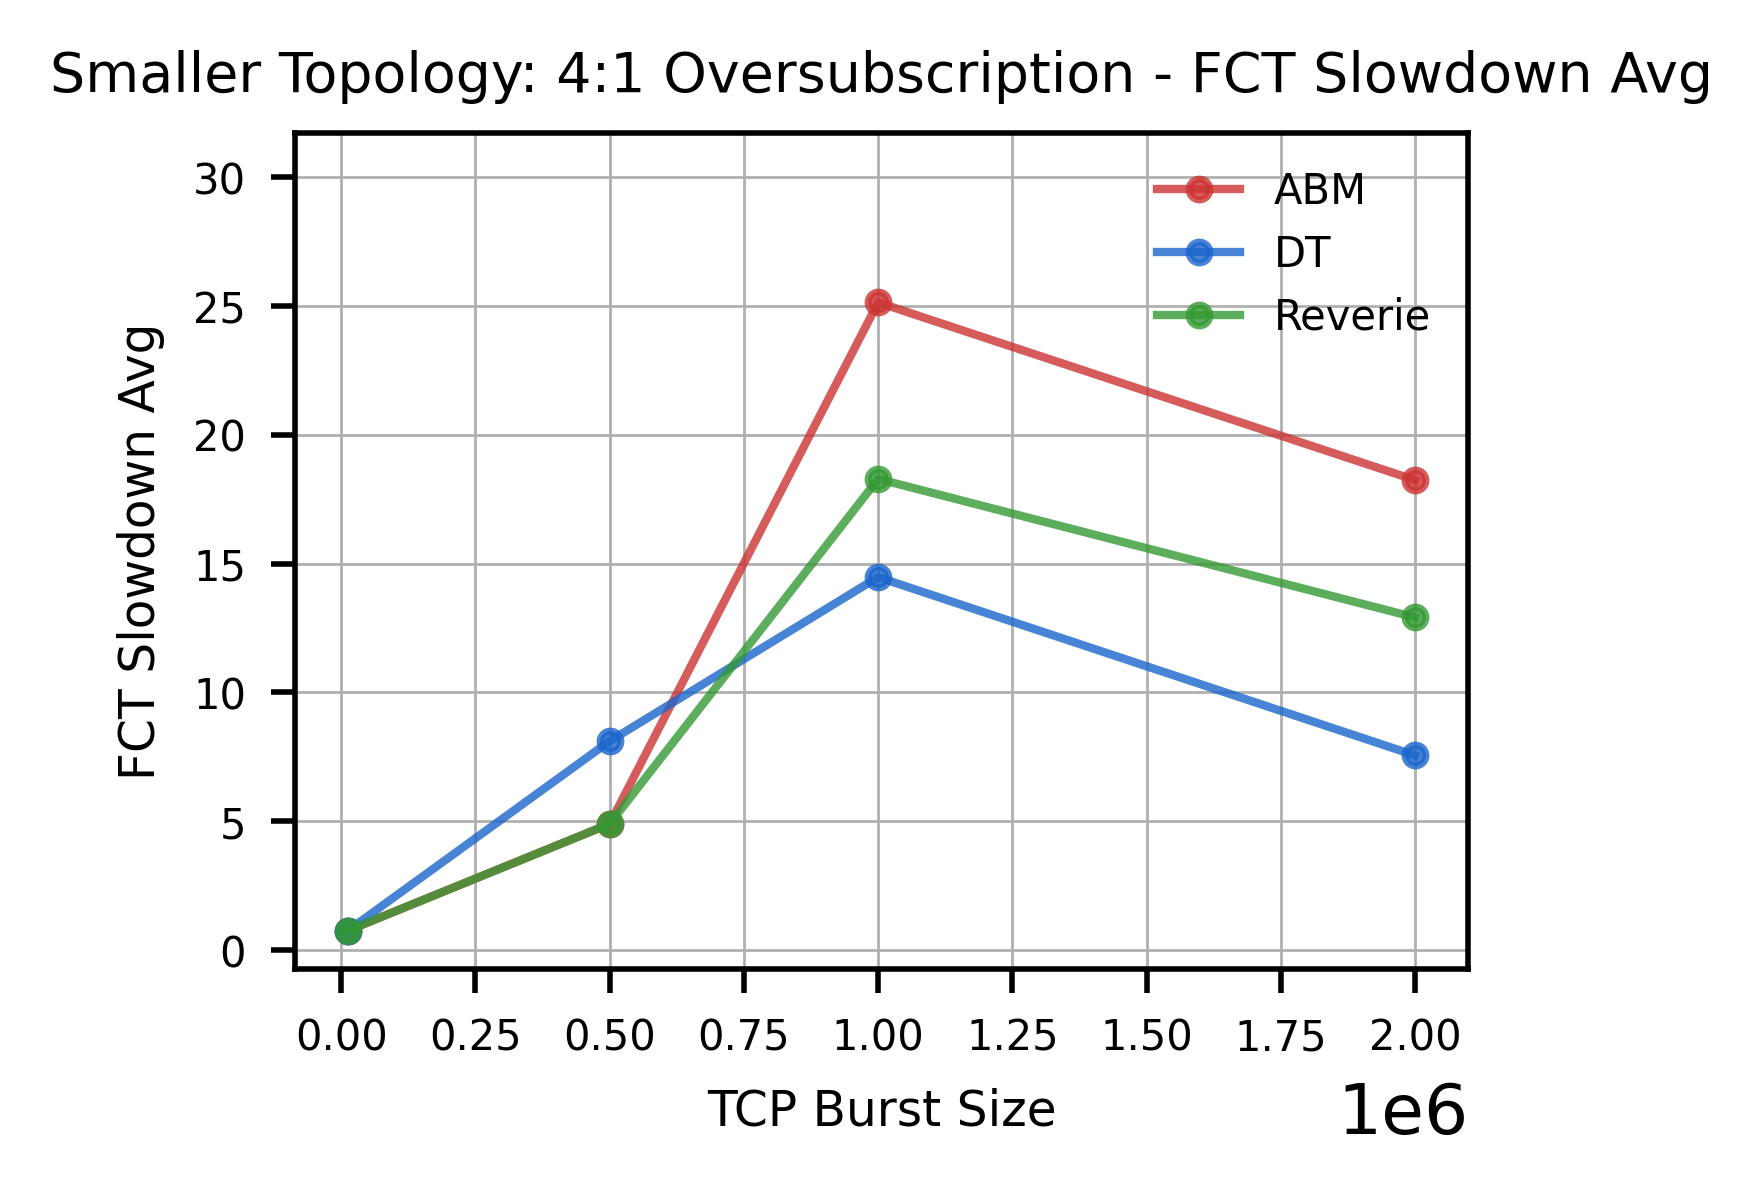 Smaller Topology: 4:1 Oversubscription - FCT Slowdown Avg
30
25
20
15
10
5
0
FCT Slowdown Avg
ABM
DT
Reverie
0.00 0.25 0.50 0.75 1.00 1.25 1.50 1.75 2.00
TCP Burst Size
1e6